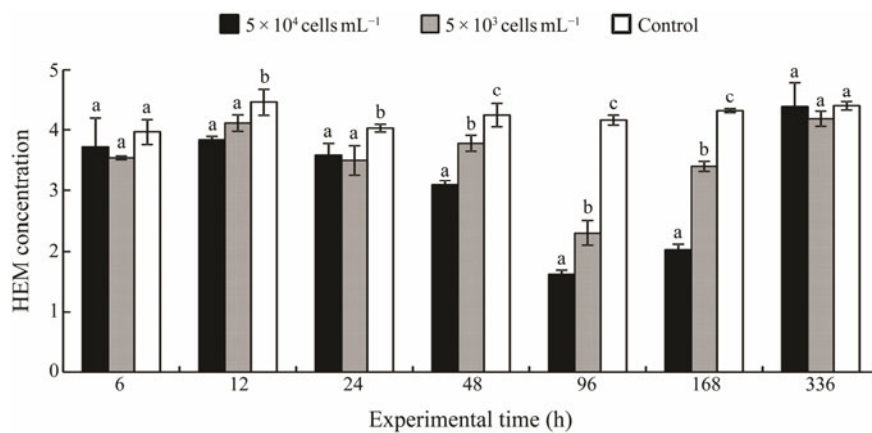 5 × 10⁴ cells mL⁻¹ 5 × 10³ cells mL⁻¹ Control
5
4
3
2
1
0
HEM concentration
a a a
a a b
a a b
a b c
a b c
a b c
a a a
6 12 24 48 96 168 336
Experimental time (h)